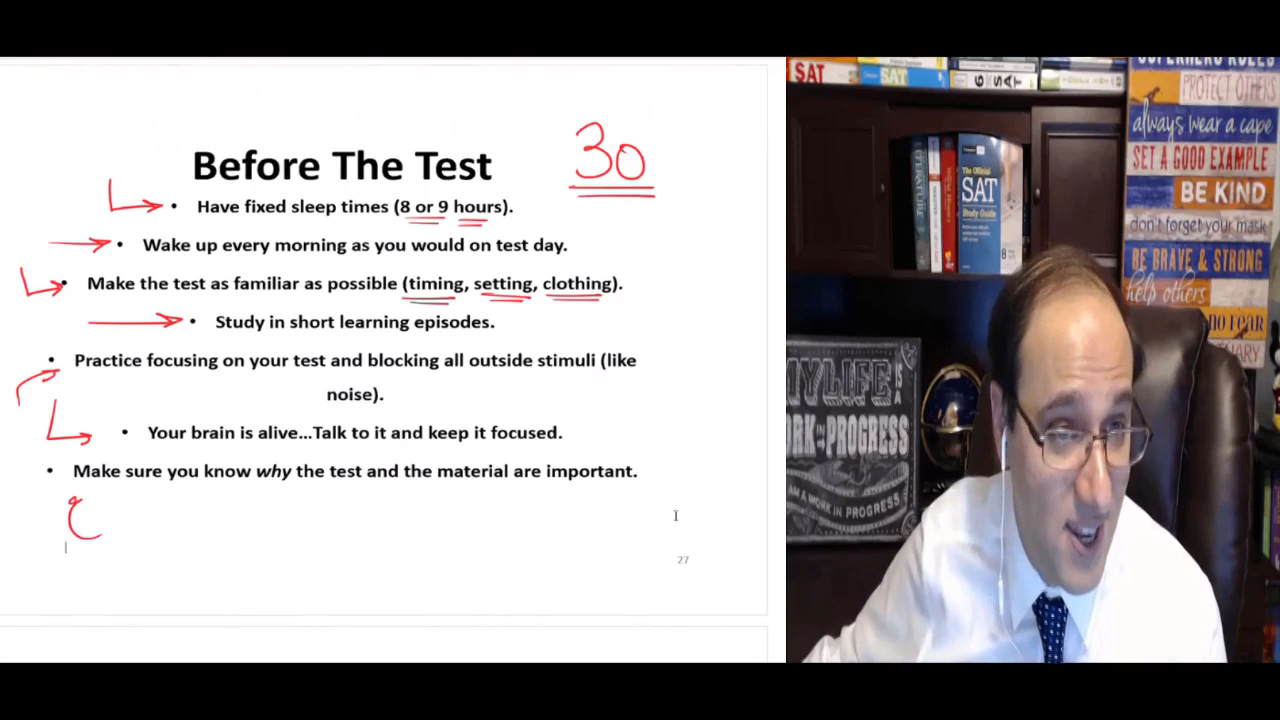 Before The Test
30
• Have fixed sleep times (8 or 9 hours).
• Wake up every morning as you would on test day.
• Make the test as familiar as possible (timing, setting, clothing).
• Study in short learning episodes.
• Practice focusing on your test and blocking all outside stimuli (like
noise).
• Your brain is alive...Talk to it and keep it focused.
• Make sure you know why the test and the material are important.
27
SAT
SAT
SAT
LITERATURE
The Official
SAT
Study Guide
SUPERHERO RULES
PROTECT OTHERS
always wear a cape
SET A GOOD EXAMPLE
BE KIND
don't forget your mask
BE BRAVE & STRONG
help others
no fear
MY LIFE
IS A
WORK IN PROGRESS
AM A WORK IN PROGRESS